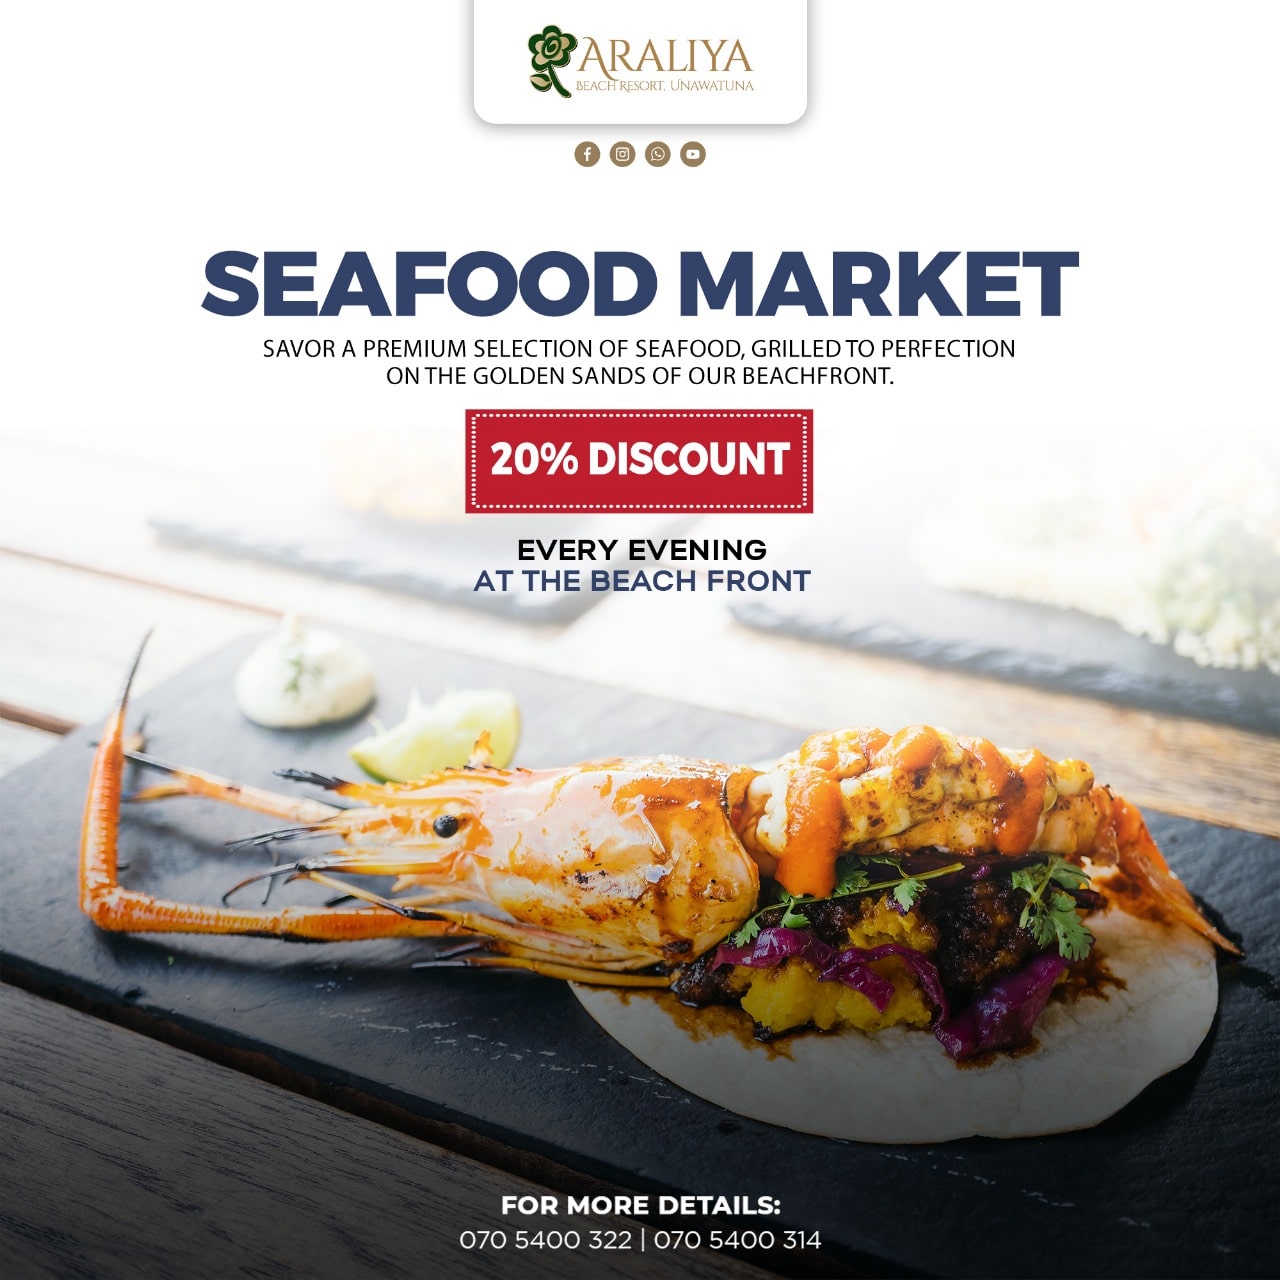 ARALIYA
BEACH RESORT, UNAWATUNA
SEAFOOD MARKET
SAVOR A PREMIUM SELECTION OF SEAFOOD, GRILLED TO PERFECTION
ON THE GOLDEN SANDS OF OUR BEACHFRONT.
20% DISCOUNT
EVERY EVENING
AT THE BEACH FRONT
FOR MORE DETAILS:
070 5400 322 | 070 5400 314